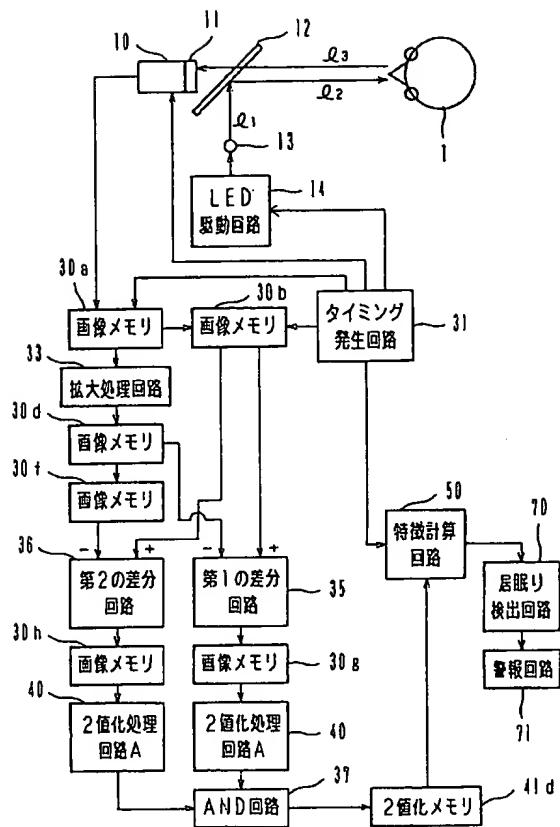 10
11
12
ℓ3
ℓ2
ℓ1
1
13
LED
駆動回路
14
30a
画像メモリ
30b
画像メモリ
タイミング
発生回路
31
33
拡大処理回路
30d
画像メモリ
30f
画像メモリ
36
-
+
第2の差分
回路
-
+
第1の差分
回路
35
50
特徴計算
回路
70
居眠り
検出回路
警報回路
71
30h
画像メモリ
画像メモリ
30g
40
2値化処理
回路A
2値化処理
回路A
40
AND回路
37
2値化メモリ
41d